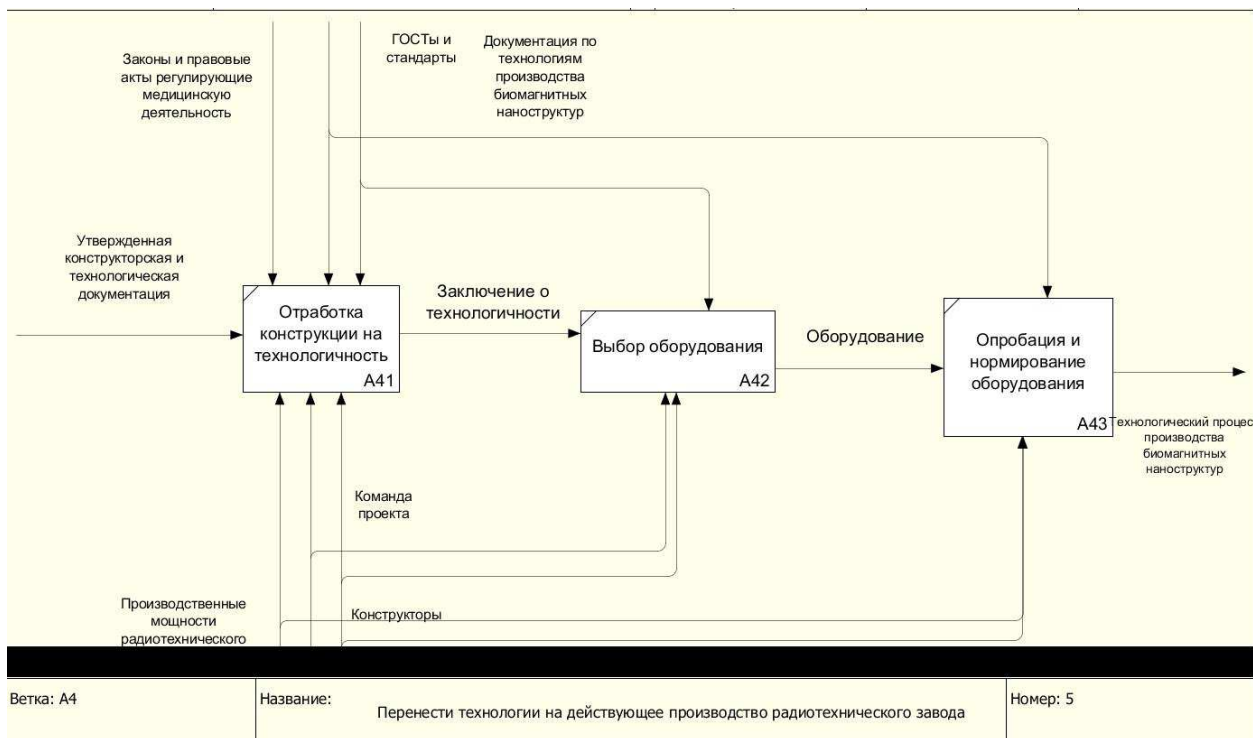 Законы и правовые
акты регулирующие
медицинскую
деятельность
ГОСТы и
стандарты
Документация по
технологиям
производства
биомагнитных
наноструктур
Утвержденная
конструкторская и
технологическая
документация
Отработка
конструкции на
технологичность
A41
Заключение о
технологичности
Выбор оборудования
A42
Оборудование
Опробация и
нормирование
оборудования
A43
Технологический процес
производства
биомагнитных
наноструктур
Команда
проекта
Производственные
мощности
радиотехнического
Конструкторы
Ветка: A4
Название:
Перенести технологии на действующее производство радиотехнического завода
Номер: 5